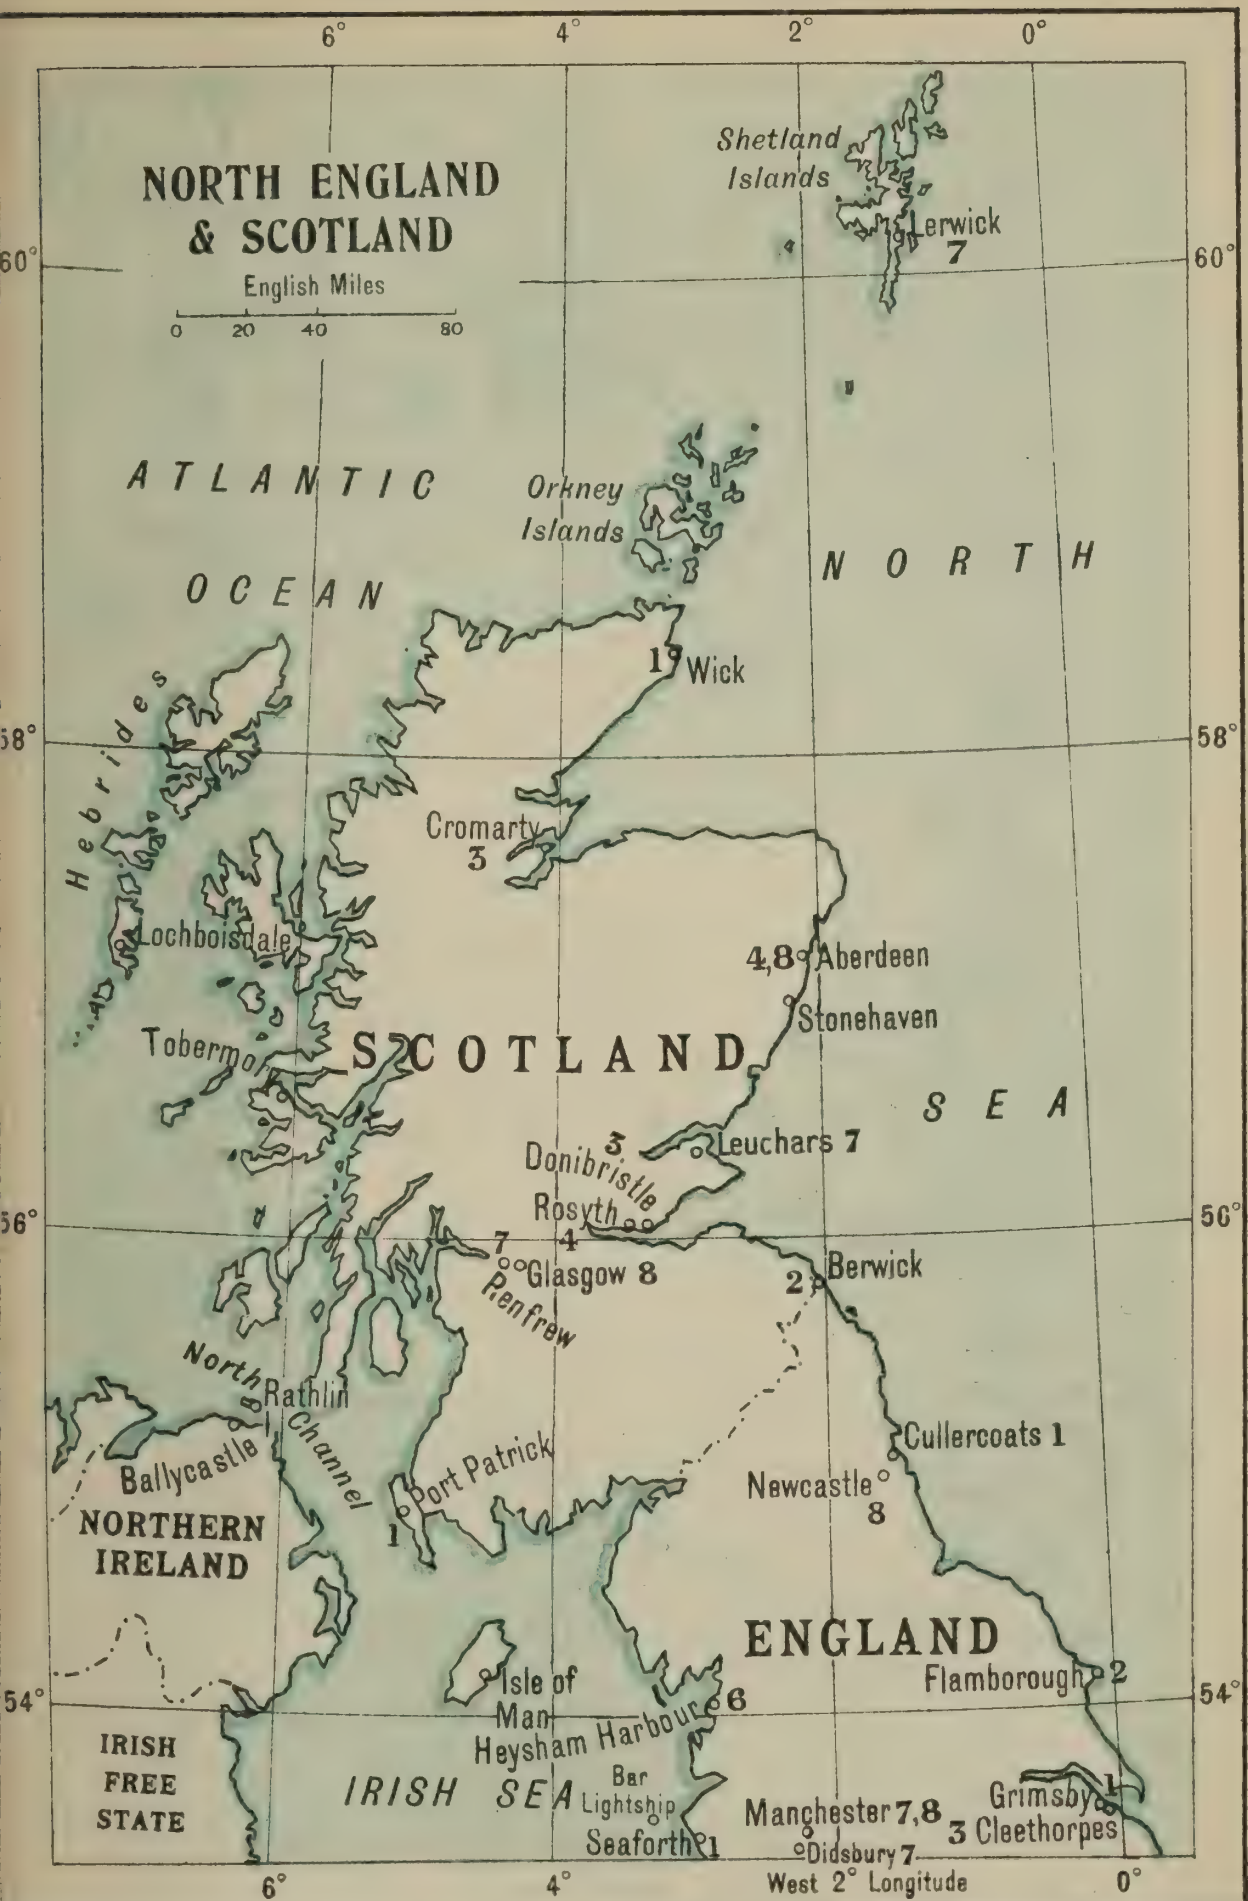 6° 4° 2° 0°
NORTH ENGLAND
& SCOTLAND
English Miles
0 20 40 80
Shetland
Islands
Lerwick
7
60° 60°
ATLANTIC
OCEAN
Orkney
Islands
NORTH
1 Wick
Hebrides
58° 58°
Cromarty
3
Lochboisdale
4,8 Aberdeen
Stonehaven
Tobermory
SCOTLAND
SEA
3
Donibristle
Leuchars 7
Rosyth
4
56° 56°
7
Glasgow 8
Renfrew
2 Berwick
North
Channel
Rathlin
Ballycastle
Port Patrick
1
Cullercoats 1
Newcastle
8
NORTHERN
IRELAND
ENGLAND
Flamborough 2
Isle of
Man
54° 54°
Heysham Harbour 6
IRISH
FREE
STATE
IRISH SEA
Bar
Lightship
Seaforth 1
Manchester 7,8
Didsbury 7
1
Grimsby
3 Cleethorpes
6° 4° West 2° Longitude 0°